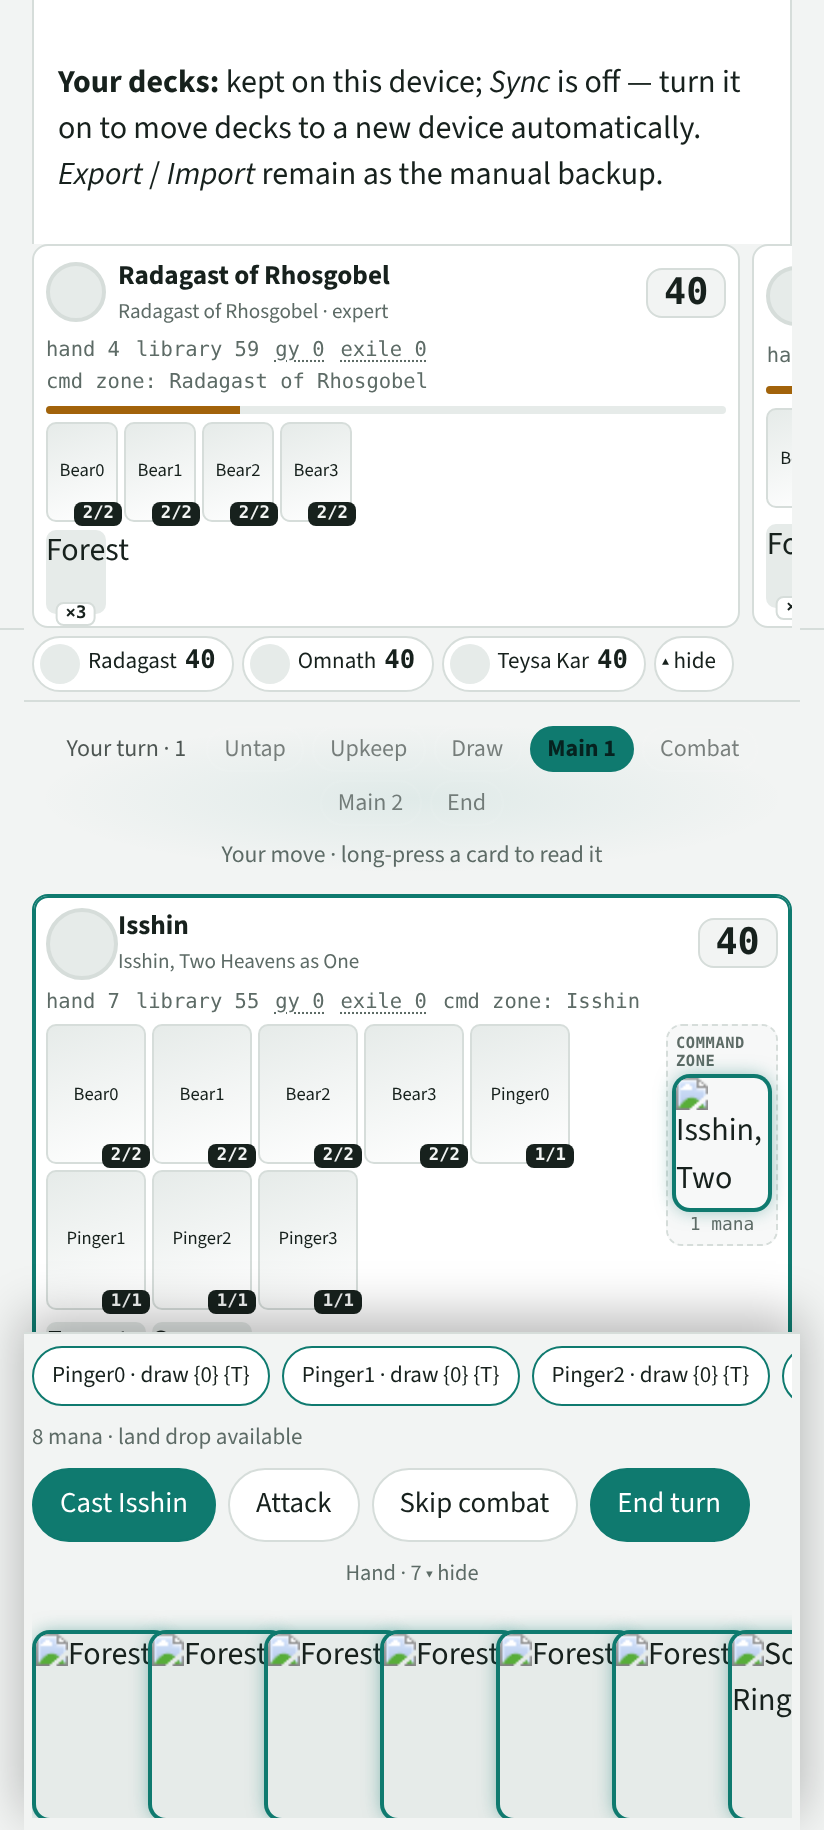 Your decks: kept on this device; Sync is off — turn it
on to move decks to a new device automatically.
Export / Import remain as the manual backup.
Radagast of Rhosgobel
Radagast of Rhosgobel · expert
40
hand 4 library 59 gy 0 exile 0
cmd zone: Radagast of Rhosgobel
Bear0 Bear1 Bear2 Bear3
2/2 2/2 2/2 2/2
Forest
×3
Radagast 40 Omnath 40 Teysa Kar 40 ▴ hide
Your turn · 1 Untap Upkeep Draw Main 1 Combat
Main 2 End
Your move · long-press a card to read it
Isshin
Isshin, Two Heavens as One
40
hand 7 library 55 gy 0 exile 0 cmd zone: Isshin
Bear0 Bear1 Bear2 Bear3 Pinger0
2/2 2/2 2/2 2/2 1/1
Pinger1 Pinger2 Pinger3
1/1 1/1 1/1
COMMAND
ZONE
Isshin,
Two
1 mana
Pinger0 · draw {0} {T} Pinger1 · draw {0} {T} Pinger2 · draw {0} {T}
8 mana · land drop available
Cast Isshin Attack Skip combat End turn
Hand · 7 ▾ hide
Forest Forest Forest Forest Forest Forest So
Ring